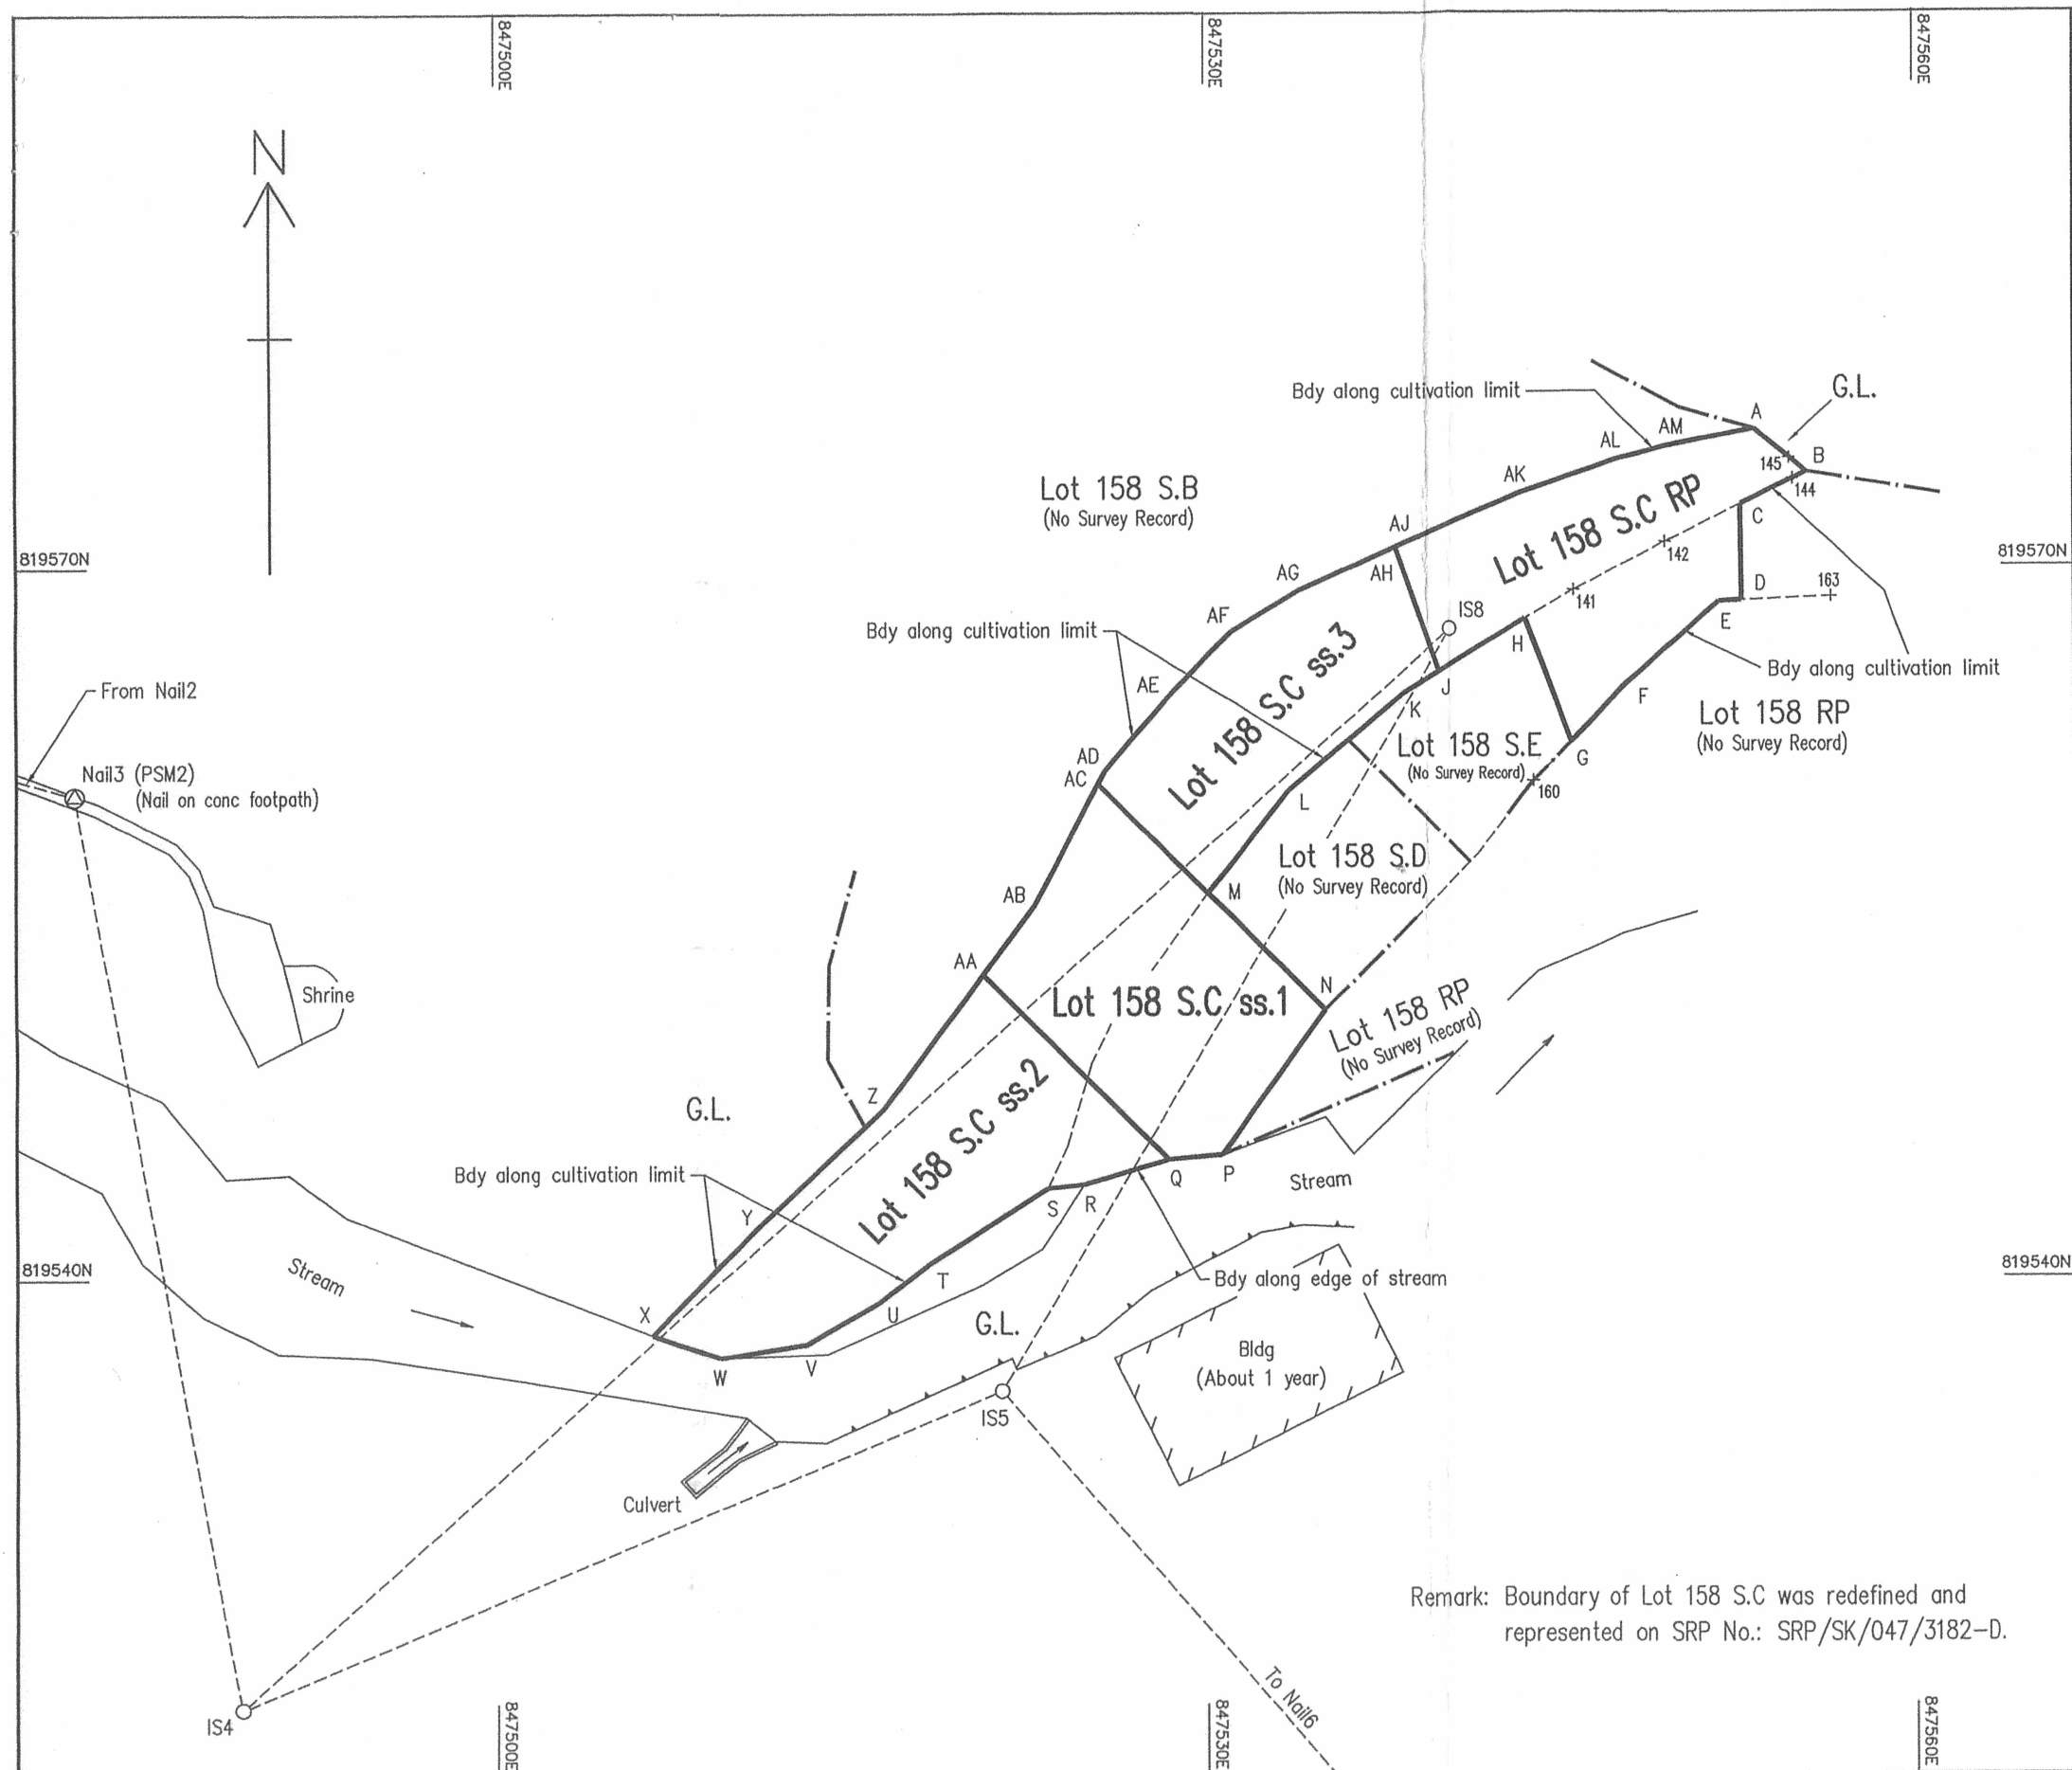 847500E
847530E
847560E
N
Bdy along cultivation limit
G.L.
A
AM
AL
B
145
144
AK
Lot 158 S.B
(No Survey Record)
Lot 158 S.C RP
C
AJ
142
819570N
819570N
AH
AG
D
163
141
IS8
E
AF
H
Bdy along cultivation limit
Bdy along cultivation limit
J
AE
F
From Nail2
Lot 158 S.C ss.3
K
Lot 158 RP
(No Survey Record)
Lot 158 S.E
(No Survey Record)
G
AD
AC
Nail3 (PSM2)
(Nail on conc footpath)
160
L
Lot 158 S.D
(No Survey Record)
AB
M
AA
N
Shrine
Lot 158 S.C ss.1
Lot 158 RP
(No Survey Record)
Z
G.L.
Lot 158 S.C ss.2
Bdy along cultivation limit
Q
P
Stream
S
R
Y
819540N
Stream
T
Bdy along edge of stream
819540N
X
U
G.L.
Bldg
(About 1 year)
W
V
IS5
Culvert
Remark: Boundary of Lot 158 S.C was redefined and
represented on SRP No.: SRP/SK/047/3182-D.
To Nail6
IS4
847500E
847530E
847560E